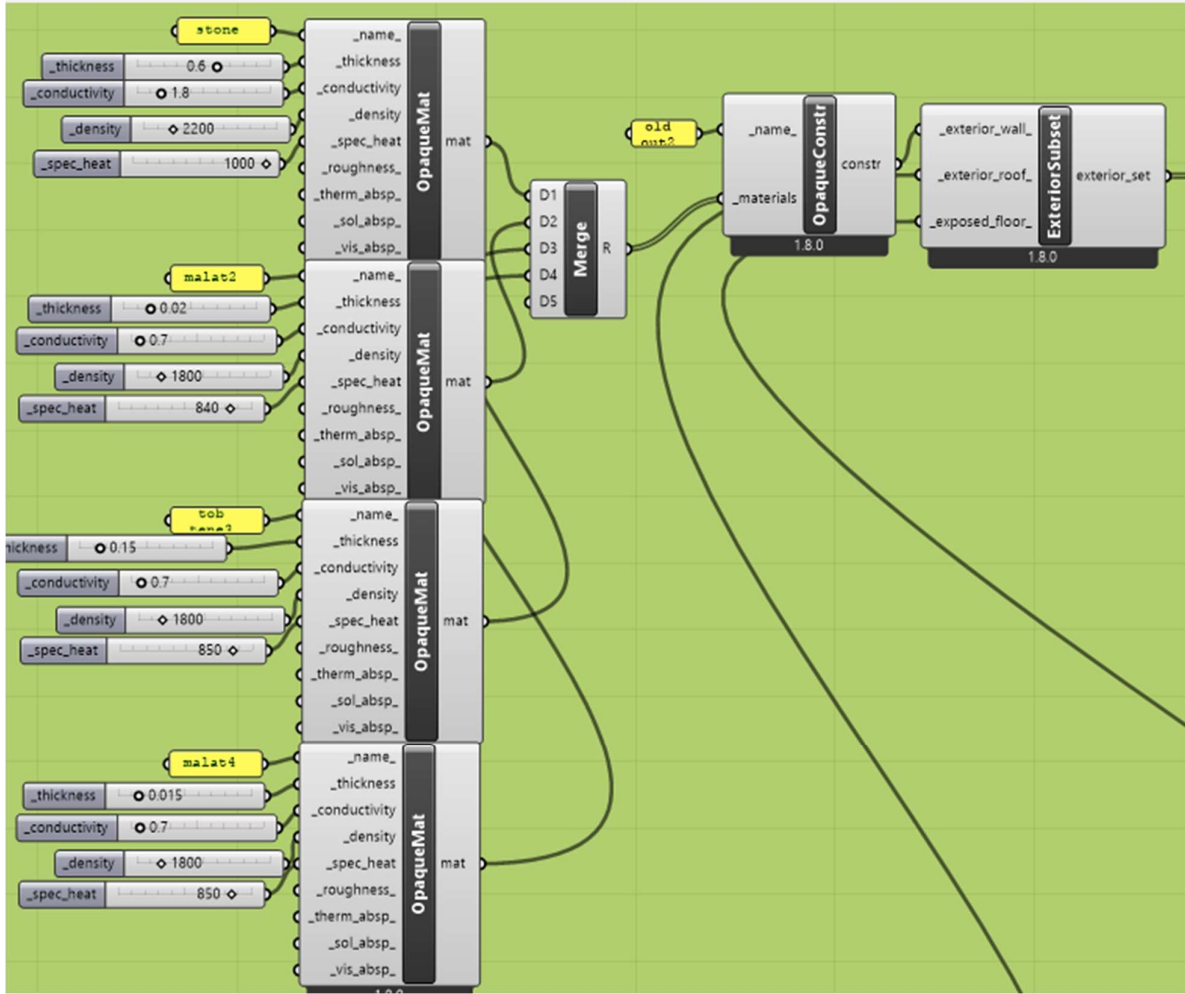 stone
_thickness 0.6
_conductivity 1.8
_density 2200
_spec_heat 1000
_name_
_thickness
_conductivity
_density
_spec_heat
_roughness_
_therm_absp_
_sol_absp_
_vis_absp_
OpaqueMat
mat
malat2
_thickness 0.02
_conductivity 0.7
_density 1800
_spec_heat 840
_name_
_thickness
_conductivity
_density
_spec_heat
_roughness_
_therm_absp_
_sol_absp_
_vis_absp_
OpaqueMat
mat
tob
hickness 0.15
_conductivity 0.7
_density 1800
_spec_heat 850
_name_
_thickness
_conductivity
_density
_spec_heat
_roughness_
_therm_absp_
_sol_absp_
_vis_absp_
OpaqueMat
mat
malat4
_thickness 0.015
_conductivity 0.7
_density 1800
_spec_heat 850
_name_
_thickness
_conductivity
_density
_spec_heat
_roughness_
_therm_absp_
_sol_absp_
_vis_absp_
OpaqueMat
mat
D1
D2
D3
D4
D5
Merge
R
old
out2
_name_
_materials
OpaqueConstr
constr
1.8.0
_exterior_wall_
_exterior_roof_
_exposed_floor_
ExteriorSubset
exterior_set
1.8.0